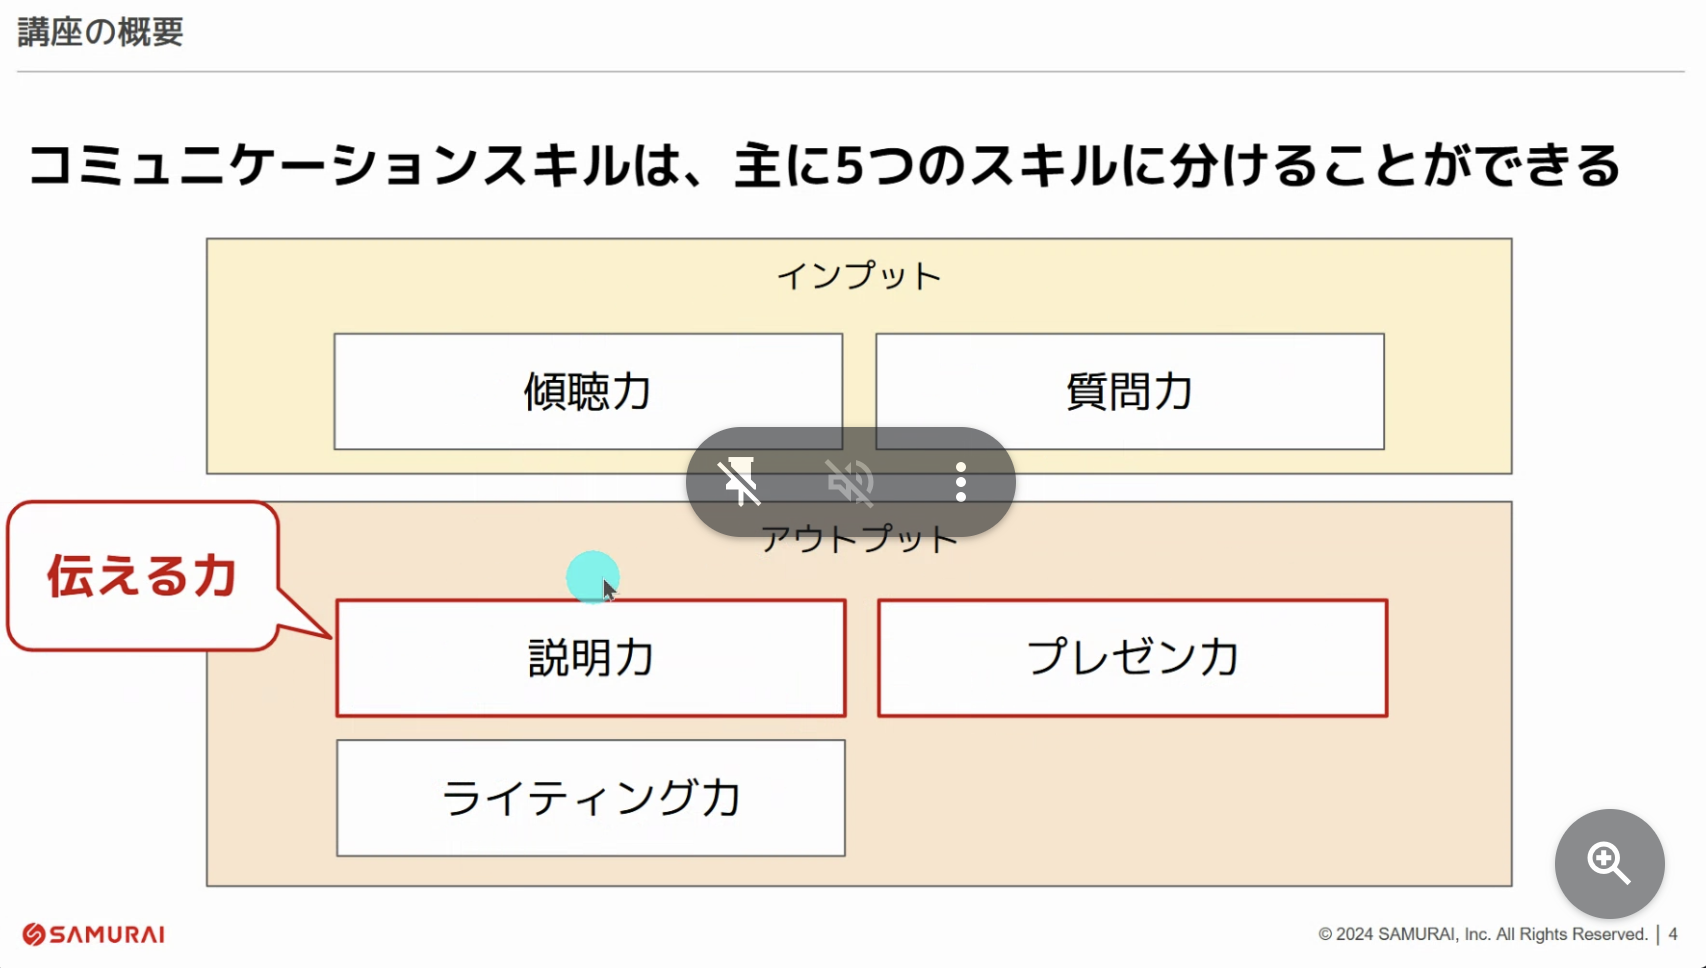 講座の概要
コミュニケーションスキルは、主に5つのスキルに分けることができる
インプット
傾聴力
質問力
アウトプット
伝える力
説明力
プレゼン力
ライティング力
SAMURAI
© 2024 SAMURAI, Inc. All Rights Reserved. | 4